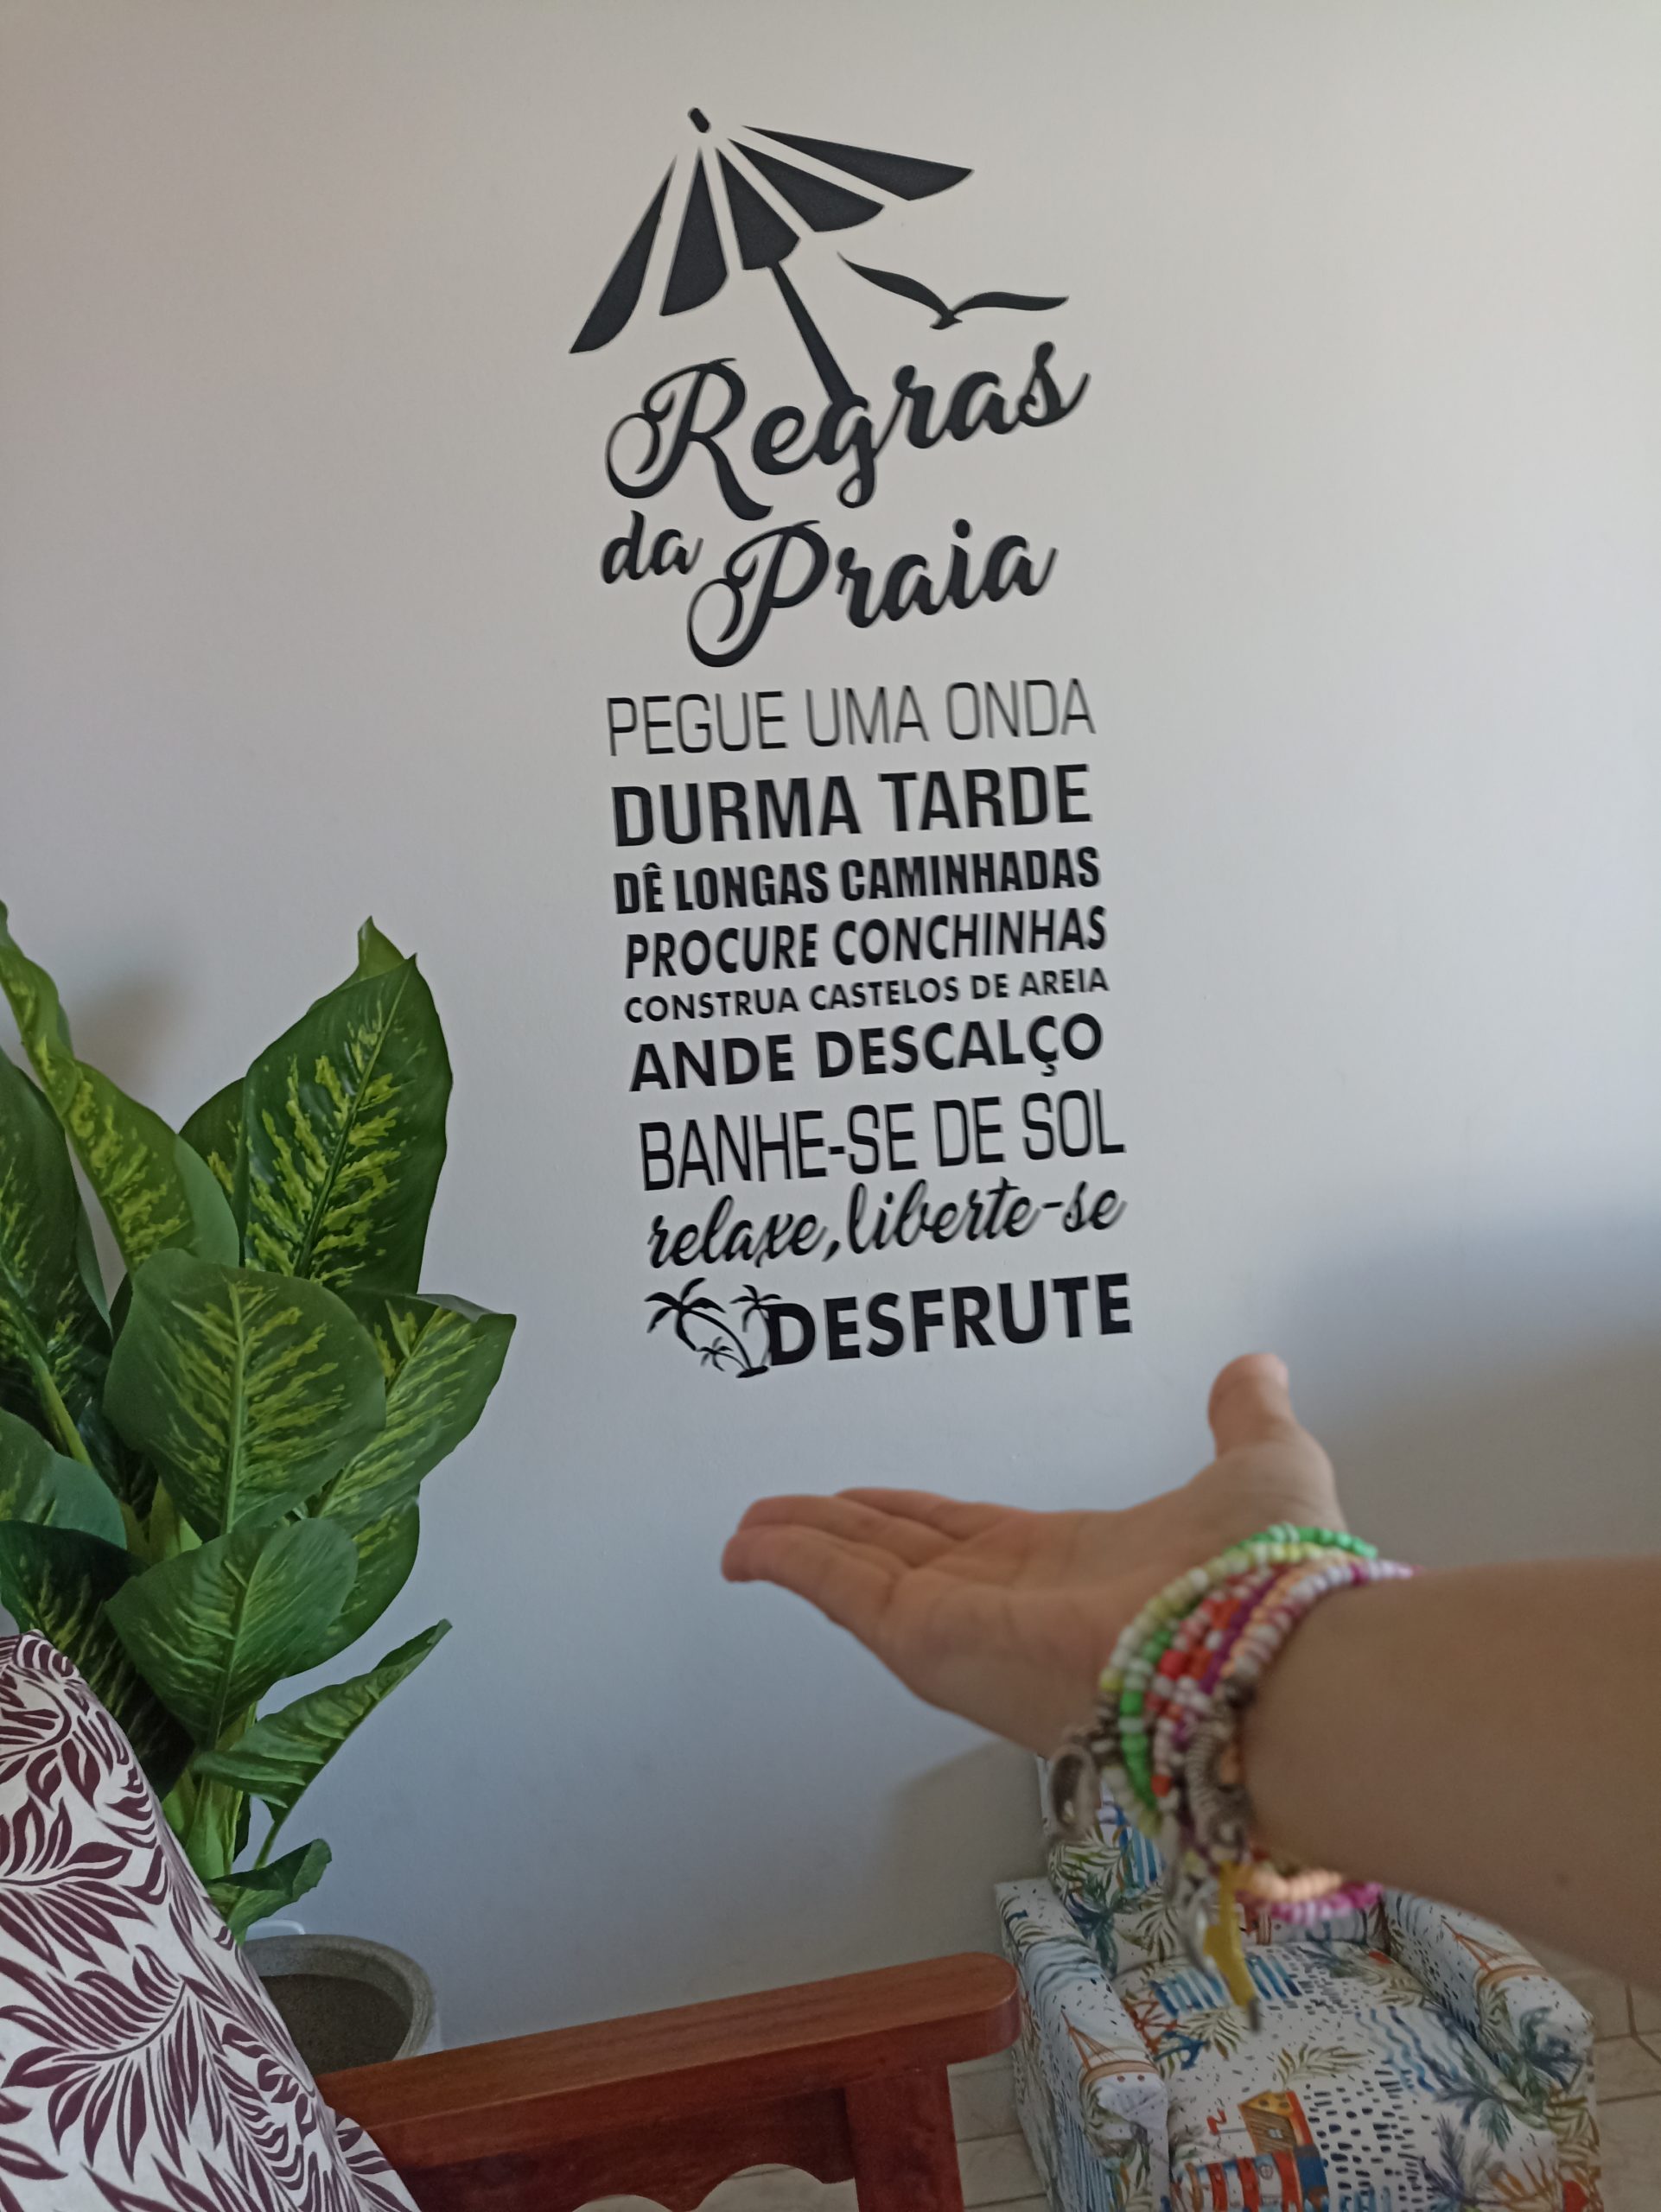 Regras
da Praia
PEGUE UMA ONDA
DURMA TARDE
DÊ LONGAS CAMINHADAS
PROCURE CONCHINHAS
CONSTRUA CASTELOS DE AREIA
ANDE DESCALÇO
BANHE-SE DE SOL
relaxe, liberte-se
DESFRUTE